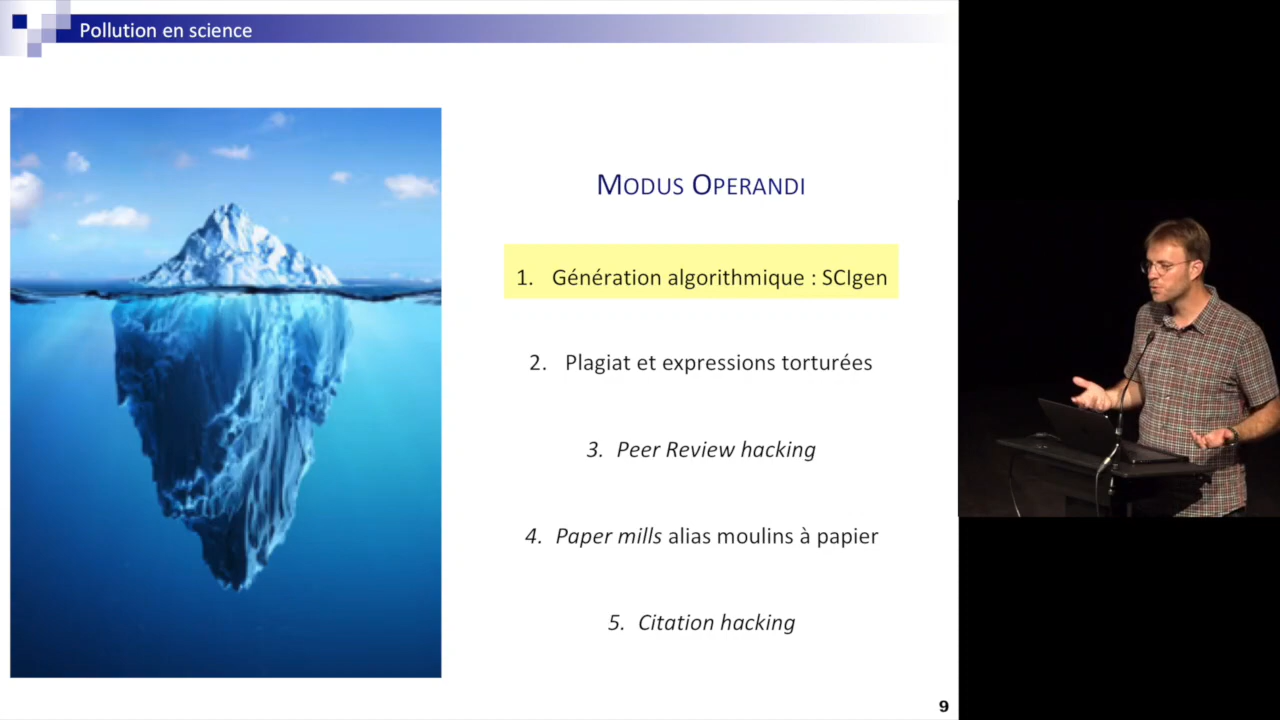 Pollution en science
Modus Operandi
1. Génération algorithmique : SCIgen
2. Plagiat et expressions torturées
3. Peer Review hacking
4. Paper mills alias moulins à papier
5. Citation hacking
9